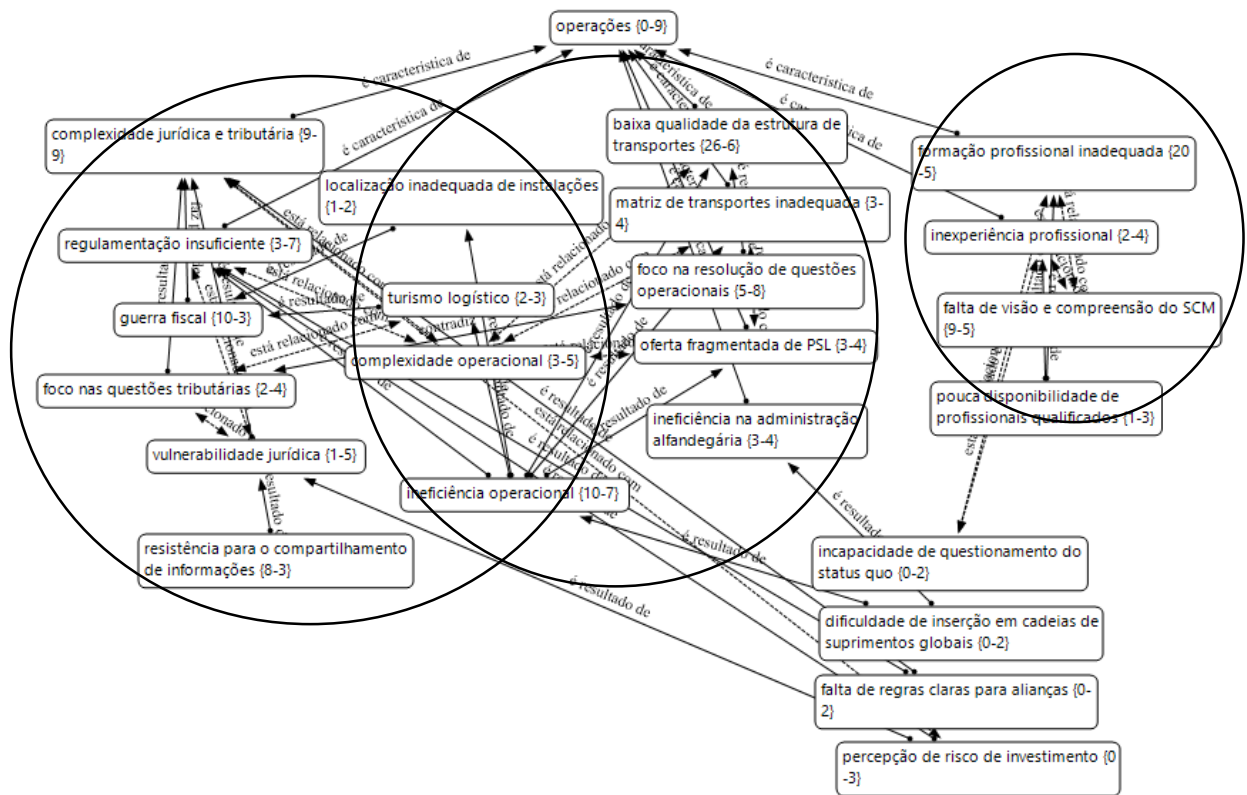 operações {0-9}
é característica de
é característica de
complexidade jurídica e tributária {9-
9}
baixa qualidade da estrutura de
transportes {26-6}
é característica de
formação profissional inadequada {20
-5}
localização inadequada de instalações
{1-2}
matriz de transportes inadequada {3-
4}
regulamentação insuficiente {3-7}
inexperiência profissional {2-4}
foco na resolução de questões
operacionais {5-8}
turismo logístico {2-3}
guerra fiscal {10-3}
falta de visão e compreensão do SCM
{9-5}
contradiz
está relacionado com
complexidade operacional {3-5}
oferta fragmentada de PSL {3-4}
foco nas questões tributárias {2-4}
pouca disponibilidade de
profissionais qualificados {1-3}
ineficiência na administração
alfandegária {3-4}
vulnerabilidade jurídica {1-5}
ineficiência operacional {10-7}
está relacionado com
é resultado de
resistência para o compartilhamento
de informações {8-3}
incapacidade de questionamento do
status quo {0-2}
é resultado de
dificuldade de inserção em cadeias de
suprimentos globais {0-2}
falta de regras claras para alianças {0-
2}
percepção de risco de investimento {0
-3}